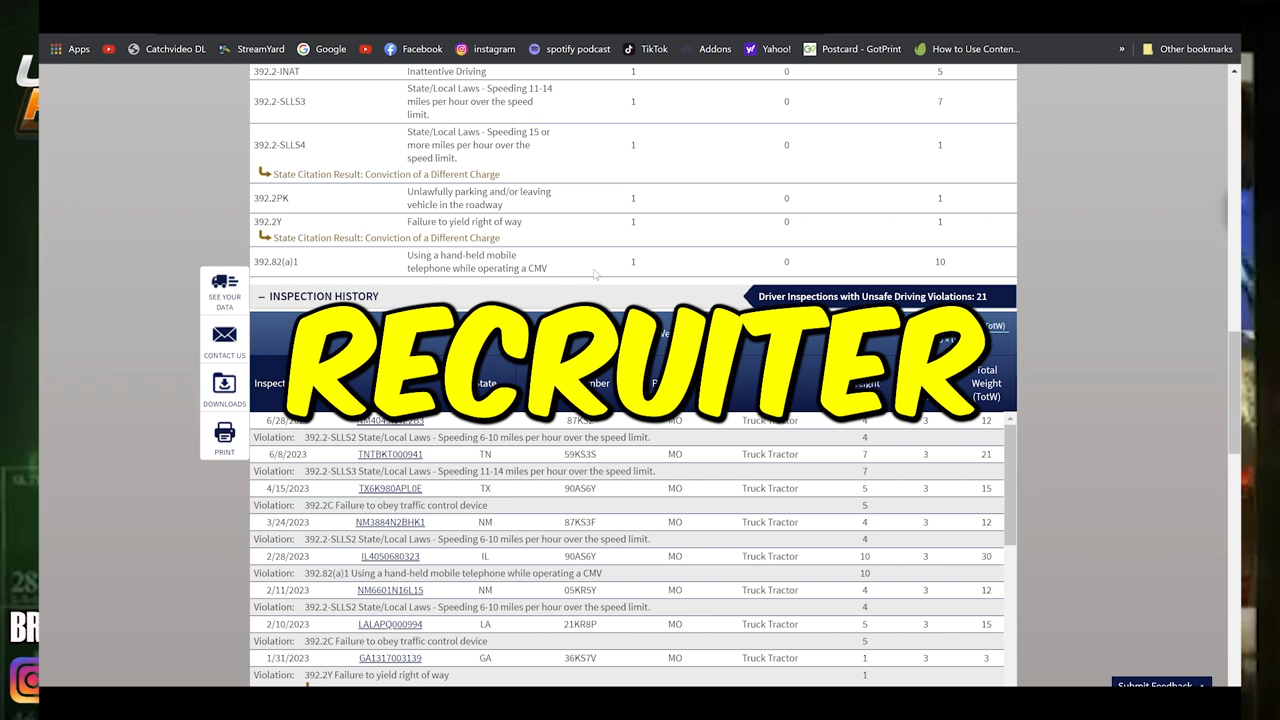 Apps Catchvideo DL StreamYard Google Facebook instagram spotify podcast TikTok Addons Yahoo! Postcard - GotPrint How to Use Conten... » Other bookmarks
392.2-INAT Inattentive Driving 1 0 5
392.2-SLLS3 State/Local Laws - Speeding 11-14 miles per hour over the speed limit. 1 0 7
392.2-SLLS4 State/Local Laws - Speeding 15 or more miles per hour over the speed limit. 1 0 1
State Citation Result: Conviction of a Different Charge
392.2PK Unlawfully parking and/or leaving vehicle in the roadway 1 0 1
392.2Y Failure to yield right of way 1 0 1
State Citation Result: Conviction of a Different Charge
392.82(a)1 Using a hand-held mobile telephone while operating a CMV 1 0 10
SEE YOUR DATA
CONTACT US
DOWNLOADS
PRINT
– INSPECTION HISTORY Driver Inspections with Unsafe Driving Violations: 21
RECRUITER
Inspect
Total Weight (TotW)
MO Truck Tractor 4 3 12
Violation: 392.2-SLLS2 State/Local Laws - Speeding 6-10 miles per hour over the speed limit. 4
6/8/2023 TNTBKT000941 TN 59KS3S MO Truck Tractor 7 3 21
Violation: 392.2-SLLS3 State/Local Laws - Speeding 11-14 miles per hour over the speed limit. 7
4/15/2023 TX6K980APL0E TX 90AS6Y MO Truck Tractor 5 3 15
Violation: 392.2C Failure to obey traffic control device 5
3/24/2023 NM3884N2BHK1 NM 87KS3F MO Truck Tractor 4 3 12
Violation: 392.2-SLLS2 State/Local Laws - Speeding 6-10 miles per hour over the speed limit. 4
2/28/2023 IL4050680323 IL 90AS6Y MO Truck Tractor 10 3 30
Violation: 392.82(a)1 Using a hand-held mobile telephone while operating a CMV 10
2/11/2023 NM6601N16L15 NM 05KR5Y MO Truck Tractor 4 3 12
Violation: 392.2-SLLS2 State/Local Laws - Speeding 6-10 miles per hour over the speed limit. 4
2/10/2023 LALAPQ000994 LA 21KR8P MO Truck Tractor 5 3 15
Violation: 392.2C Failure to obey traffic control device 5
1/31/2023 GA1317003139 GA 36KS7V MO Truck Tractor 1 3 3
Violation: 392.2Y Failure to yield right of way 1
Submit Feedback